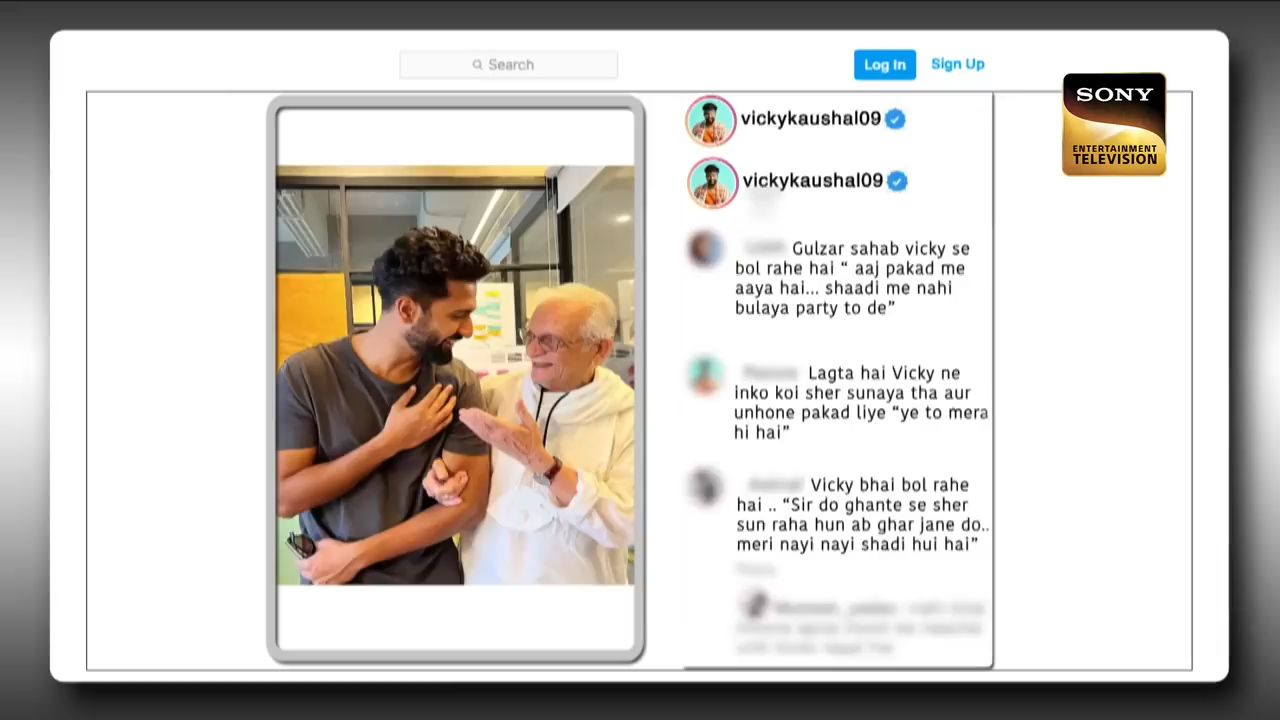 Search
Log In
Sign Up
SONY
ENTERTAINMENT
TELEVISION
vickykaushal09
vickykaushal09
Gulzar sahab vicky se
bol rahe hai “ aaj pakad me
aaya hai... shaadi me nahi
bulaya party to de”
Lagta hai Vicky ne
inko koi sher sunaya tha aur
unhone pakad liye “ye to mera
hi hai”
Vicky bhai bol rahe
hai .. “Sir do ghante se sher
sun raha hun ab ghar jane do..
meri nayi nayi shadi hui hai”